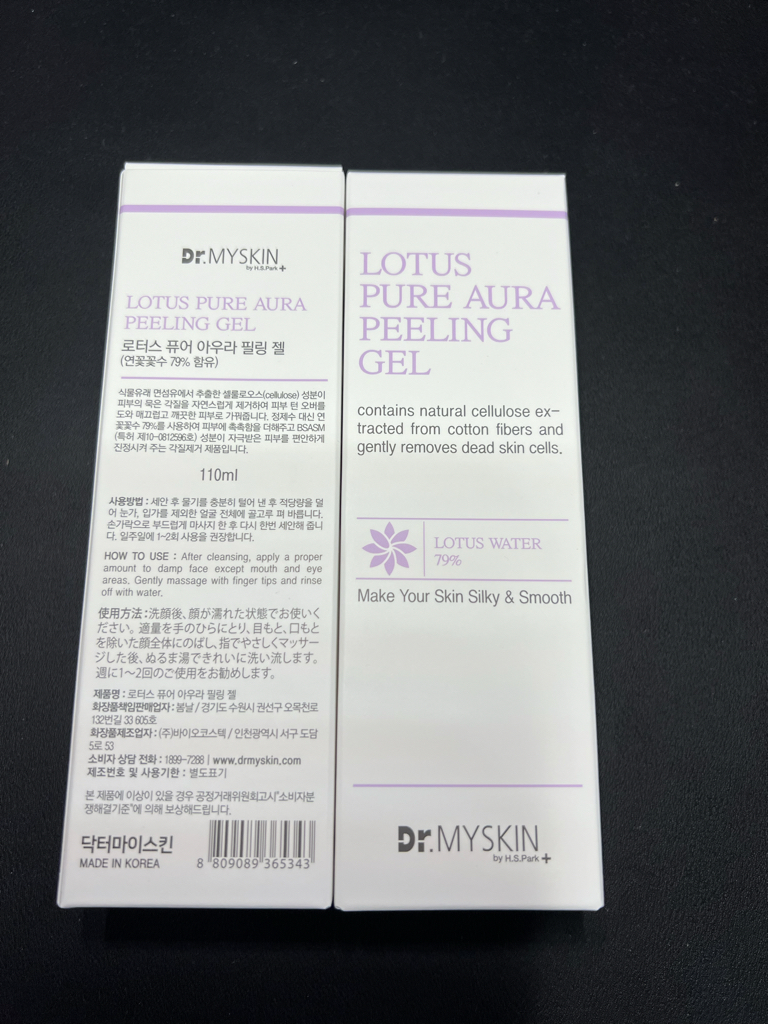 Dr.MYSKIN
by H.S.Park+
LOTUS PURE AURA
PEELING GEL
로터스 퓨어 아우라 필링 젤
(연꽃꽃수 79% 함유)
식물유래 면섬유에서 추출한 셀룰로오스(cellulose) 성분이
피부의 묵은 각질을 자연스럽게 제거하여 피부 턴 오버를
도와 매끄럽고 깨끗한 피부로 가꿔줍니다. 정제수 대신 연
꽃꽃수 79%를 사용하여 피부에 촉촉함을 더해주고 BSASM
(특허 제10-0812596호) 성분이 자극받은 피부를 편안하게
진정시켜 주는 각질제거 제품입니다.
110ml
사용방법 : 세안 후 물기를 충분히 털어 낸 후 적당량을 덜
어 눈가, 입가를 제외한 얼굴 전체에 골고루 펴 바릅니다.
손가락으로 부드럽게 마사지 한 후 다시 한번 세안해 줍니
다. 일주일에 1~2회 사용을 권장합니다.
HOW TO USE : After cleansing, apply a proper
amount to damp face except mouth and eye
areas. Gently massage with finger tips and rinse
off with water.
使用方法 : 洗顔後、顔が濡れた状態でお使いく
ださい。適量を手のひらにとり、目もと、口もと
を除いた顔全体にのばし、指でやさしくマッサー
ジした後、ぬるま湯できれいに洗い流します。
週に1〜2回のご使用をお勧めします。
제품명 : 로터스 퓨어 아우라 필링 젤
화장품책임판매업자 : 봄날 / 경기도 수원시 권선구 오목천로
132번길 33 605호
화장품제조업자 : (주)바이오코스텍 / 인천광역시 서구 도담
5로 53
소비자 상담 전화 : 1899-7288 | www.drmyskin.com
제조번호 및 사용기한 : 별도표기
본 제품에 이상이 있을 경우 공정거래위원회고시"소비자분
쟁해결기준"에 의해 보상해드립니다.
닥터마이스킨
MADE IN KOREA
8 809089 365343
LOTUS
PURE AURA
PEELING
GEL
contains natural cellulose ex-
tracted from cotton fibers and
gently removes dead skin cells.
LOTUS WATER
79%
Make Your Skin Silky & Smooth
Dr.MYSKIN
by H.S.Park+